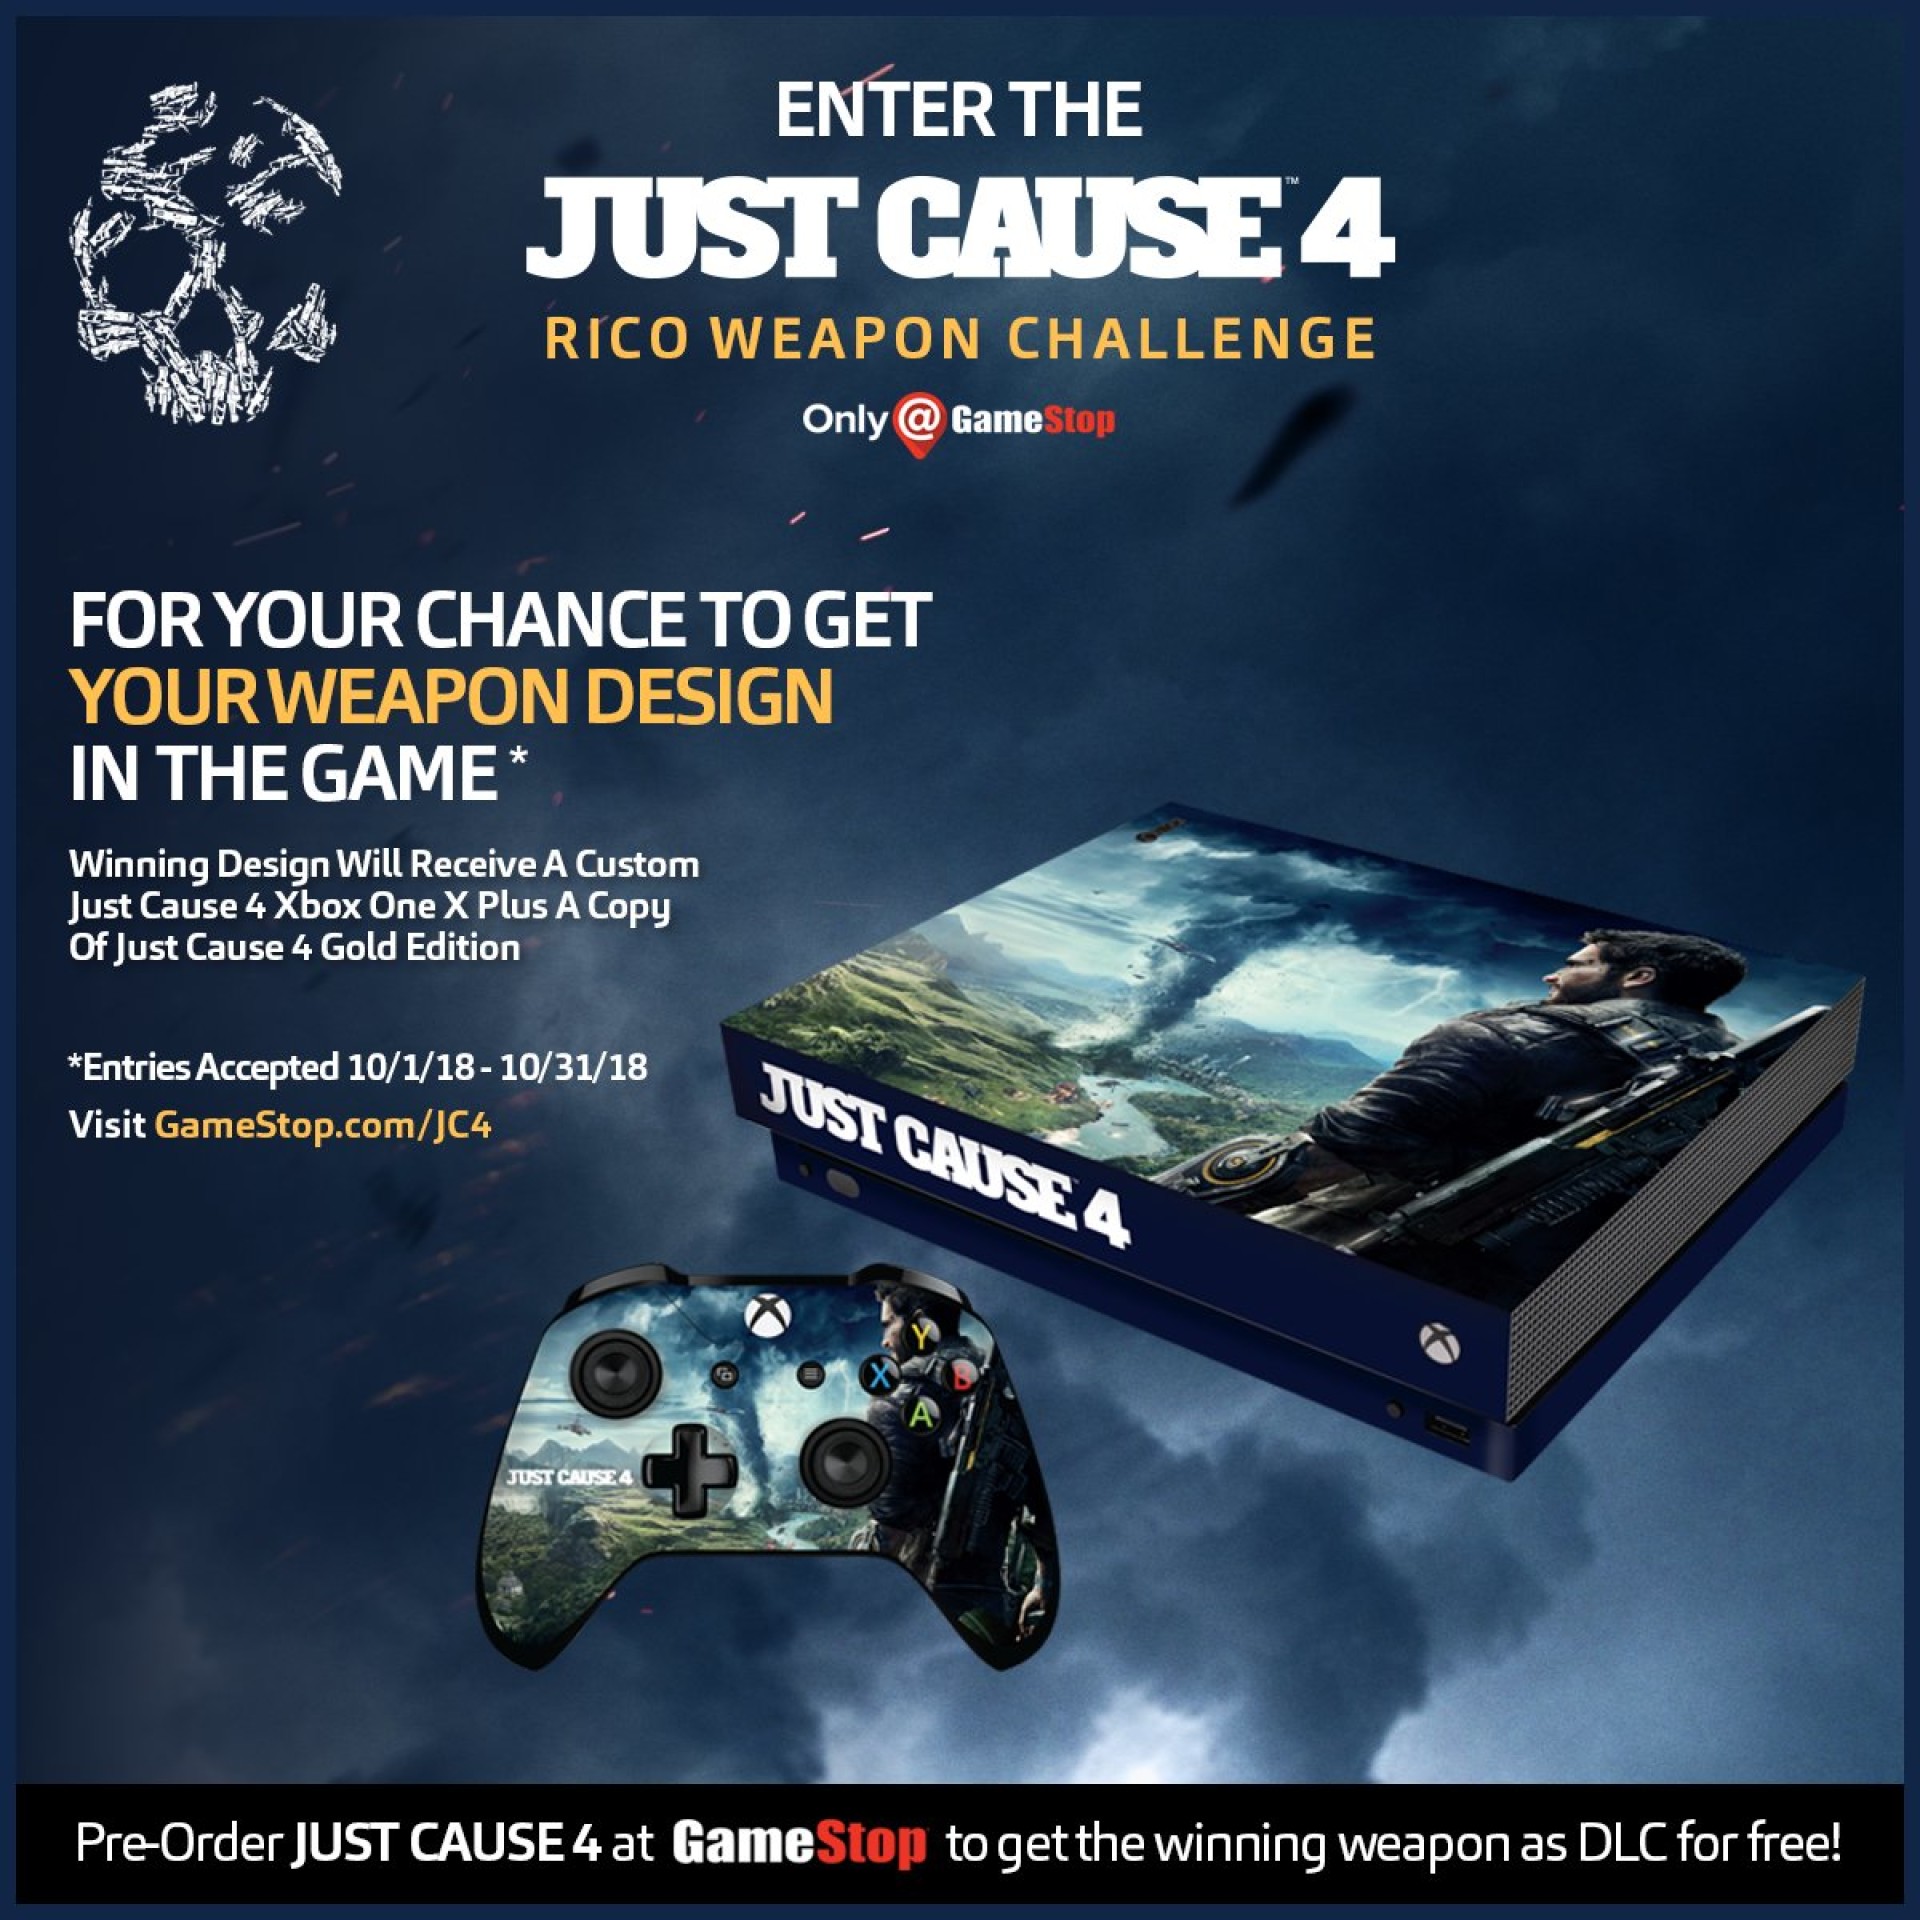 ENTER THE
JUST CAUSE™ 4
RICO WEAPON CHALLENGE
Only @ GameStop
FOR YOUR CHANCE TO GET
YOUR WEAPON DESIGN
IN THE GAME*
Winning Design Will Receive A Custom
Just Cause 4 Xbox One X Plus A Copy
Of Just Cause 4 Gold Edition
*Entries Accepted 10/1/18 - 10/31/18
Visit GameStop.com/JC4
JUST CAUSE 4
Y
X B
A
JUST CAUSE 4
Pre-Order JUST CAUSE 4 at GameStop to get the winning weapon as DLC for free!